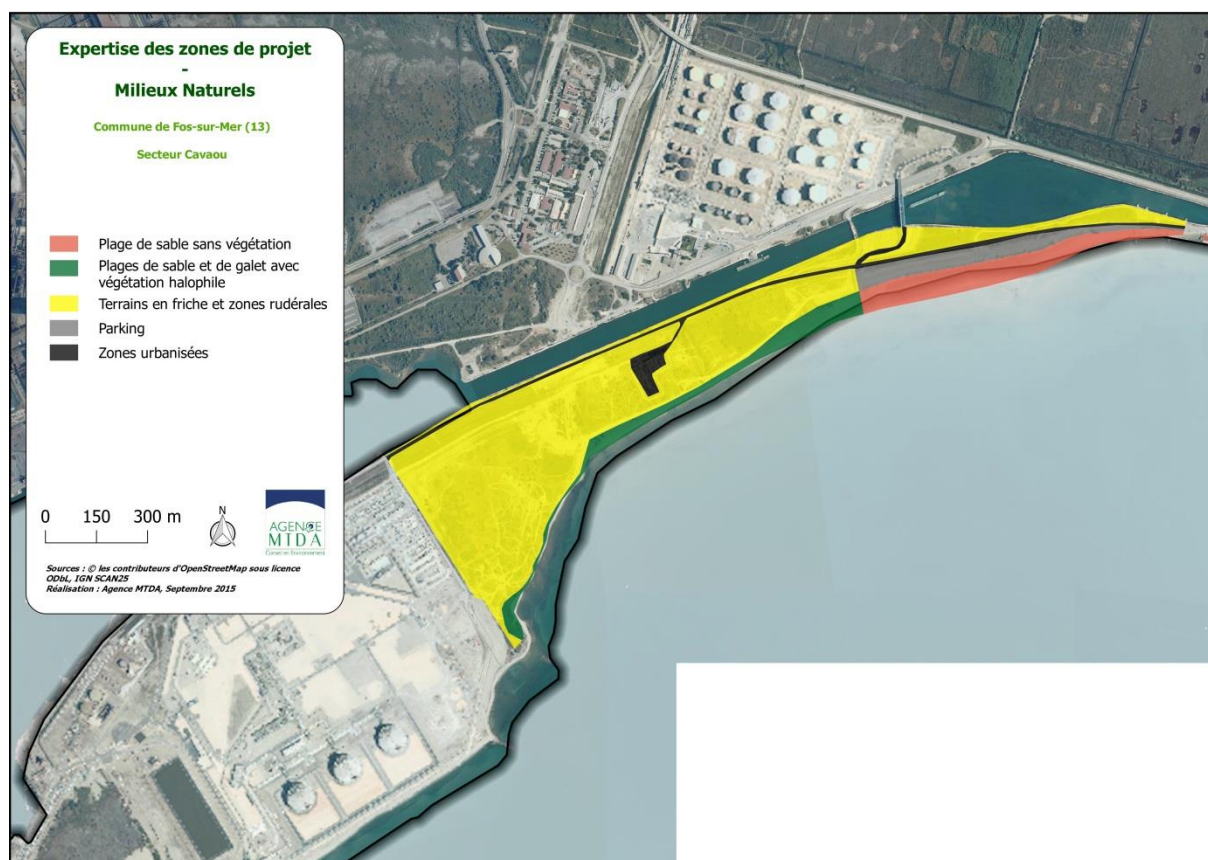 Expertise des zones de projet
-
Milieux Naturels
Commune de Fos-sur-Mer (13)
Secteur Cavaou
Plage de sable sans végétation
Plages de sable et de galet avec
végétation halophile
Terrains en friche et zones rudérales
Parking
Zones urbanisées
0 150 300 m
N
AGENCE
MTDA
Conseil en Environnement
Sources : © les contributeurs d'OpenStreetMap sous licence
ODbL, IGN SCAN25
Réalisation : Agence MTDA, Septembre 2015